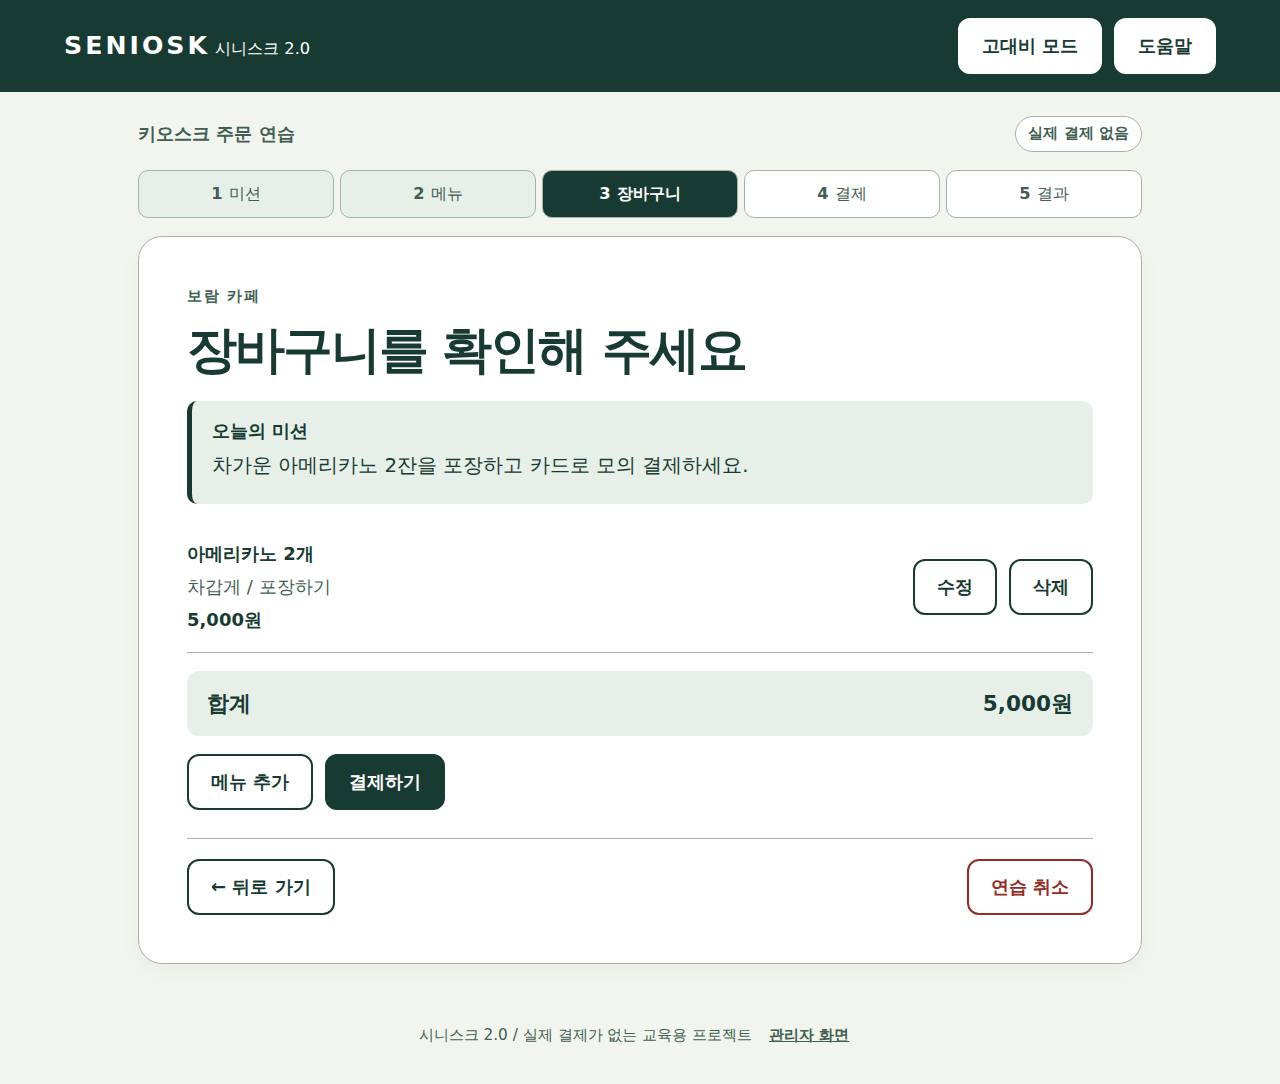 SENIOSK 시니스크 2.0
고대비 모드
도움말
키오스크 주문 연습
실제 결제 없음
1 미션
2 메뉴
3 장바구니
4 결제
5 결과
보람 카페
장바구니를 확인해 주세요
오늘의 미션
차가운 아메리카노 2잔을 포장하고 카드로 모의 결제하세요.
아메리카노 2개
차갑게 / 포장하기
5,000원
수정
삭제
합계
5,000원
메뉴 추가
결제하기
← 뒤로 가기
연습 취소
시니스크 2.0 / 실제 결제가 없는 교육용 프로젝트
관리자 화면